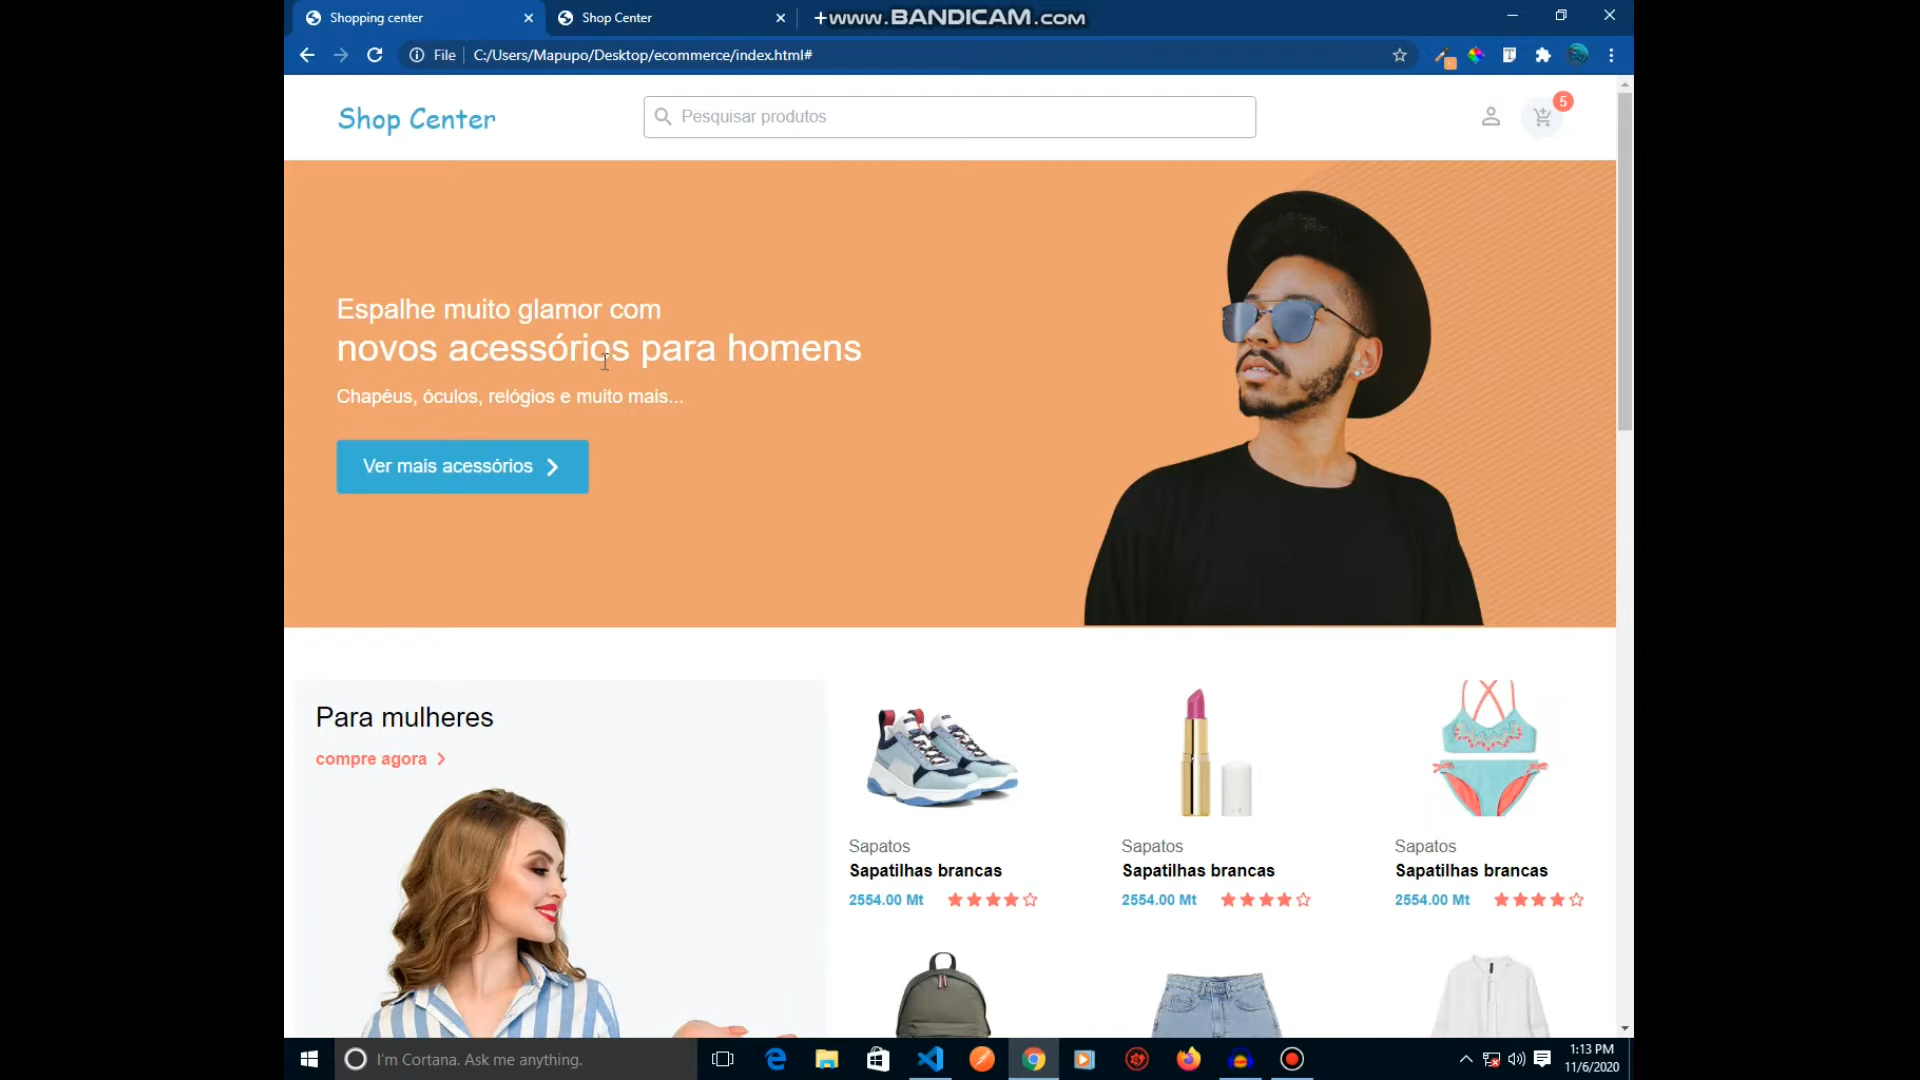 Shopping center
Shop Center
www.BANDICAM.com
File
C:/Users/Mapupo/Desktop/ecommerce/index.html#
Shop Center
Pesquisar produtos
5
Espalhe muito glamor com
novos acessórios para homens
Chapéus, óculos, relógios e muito mais...
Ver mais acessórios
Para mulheres
compre agora
Sapatos
Sapatilhas brancas
2554.00 Mt
Sapatos
Sapatilhas brancas
2554.00 Mt
Sapatos
Sapatilhas brancas
2554.00 Mt
I'm Cortana. Ask me anything.
1:13 PM
11/6/2020